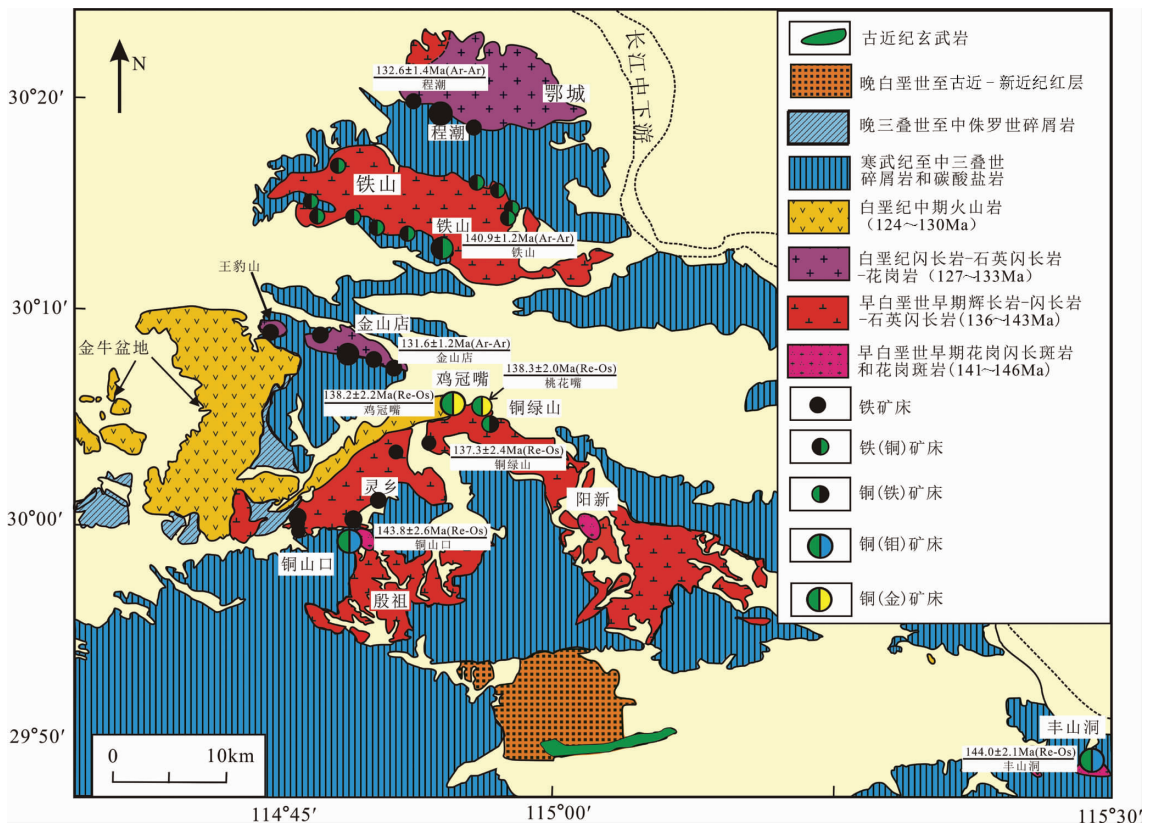 N
30°20′
30°10′
30°00′
29°50′
114°45′
115°00′
115°30′
0
10km
长江中下游
132.6±1.4Ma(Ar-Ar)
程潮
鄂城
程潮
铁山
铁山
140.9±1.2Ma(Ar-Ar)
铁山
王豹山
金山店
金牛盆地
131.6±1.2Ma(Ar-Ar)
金山店
138.3±2.0Ma(Re-Os)
桃花嘴
鸡冠嘴
138.2±2.2Ma(Re-Os)
鸡冠嘴
铜绿山
137.3±2.4Ma(Re-Os)
铜绿山
灵乡
阳新
143.8±2.6Ma(Re-Os)
铜山口
铜山口
殷祖
丰山洞
144.0±2.1Ma(Re-Os)
丰山洞
古近纪玄武岩
晚白垩世至古近-新近纪红层
晚三叠世至中侏罗世碎屑岩
寒武纪至中三叠世
碎屑岩和碳酸盐岩
白垩纪中期火山岩
(124～130Ma)
白垩纪闪长岩-石英闪长岩
-花岗岩 (127~133Ma)
早白垩世早期辉长岩-闪长岩
-石英闪长岩(136~143Ma)
早白垩世早期花岗闪长斑岩
和花岗斑岩(141~146Ma)
铁矿床
铁(铜)矿床
铜(铁)矿床
铜(钼)矿床
铜(金)矿床